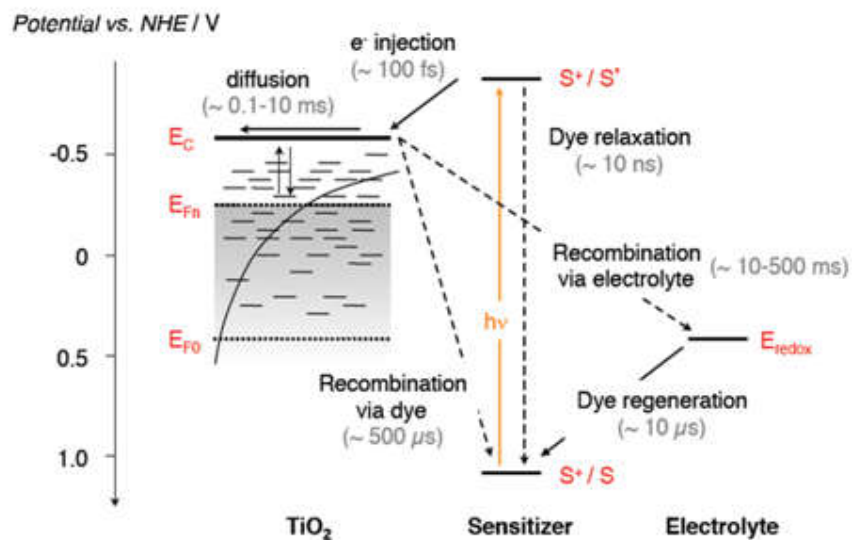 Potential vs. NHE / V
e⁻ injection
(~ 100 fs)
S⁺ / S*
diffusion
(~ 0.1-10 ms)
E_C
-0.5
Dye relaxation
(~ 10 ns)
E_Fn
0
Recombination
via electrolyte
(~ 10-500 ms)
hν
E_F0
0.5
E_redox
Recombination
via dye
(~ 500 µs)
Dye regeneration
(~ 10 µs)
1.0
S⁺ / S
TiO₂
Sensitizer
Electrolyte